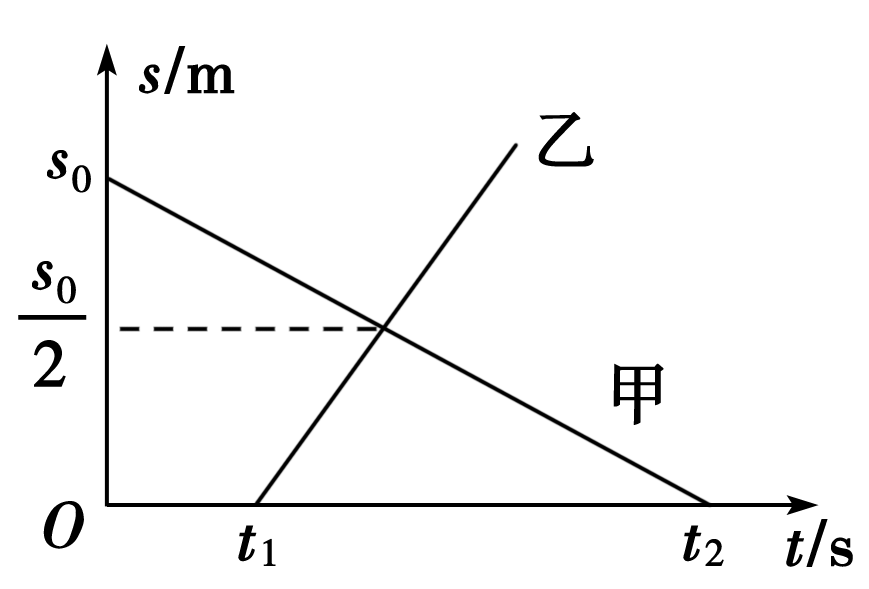 s/m
乙
s₀
s₀/2
甲
O
t₁
t₂
t/s